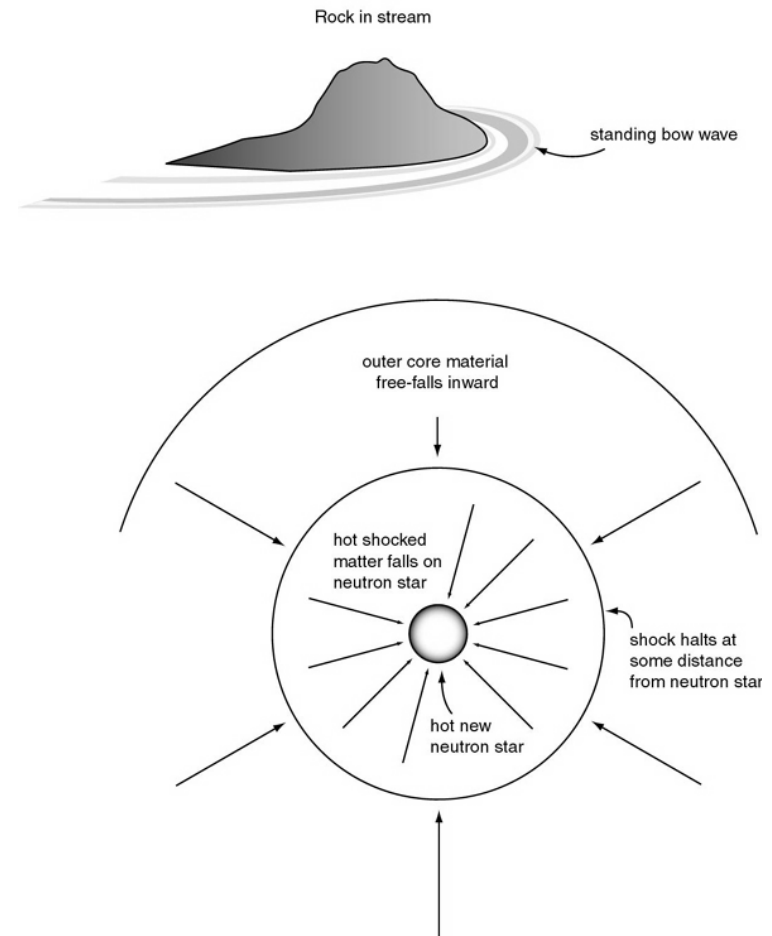 Rock in stream
standing bow wave
outer core material
free-falls inward
hot shocked
matter falls on
neutron star
shock halts at
some distance
from neutron star
hot new
neutron star